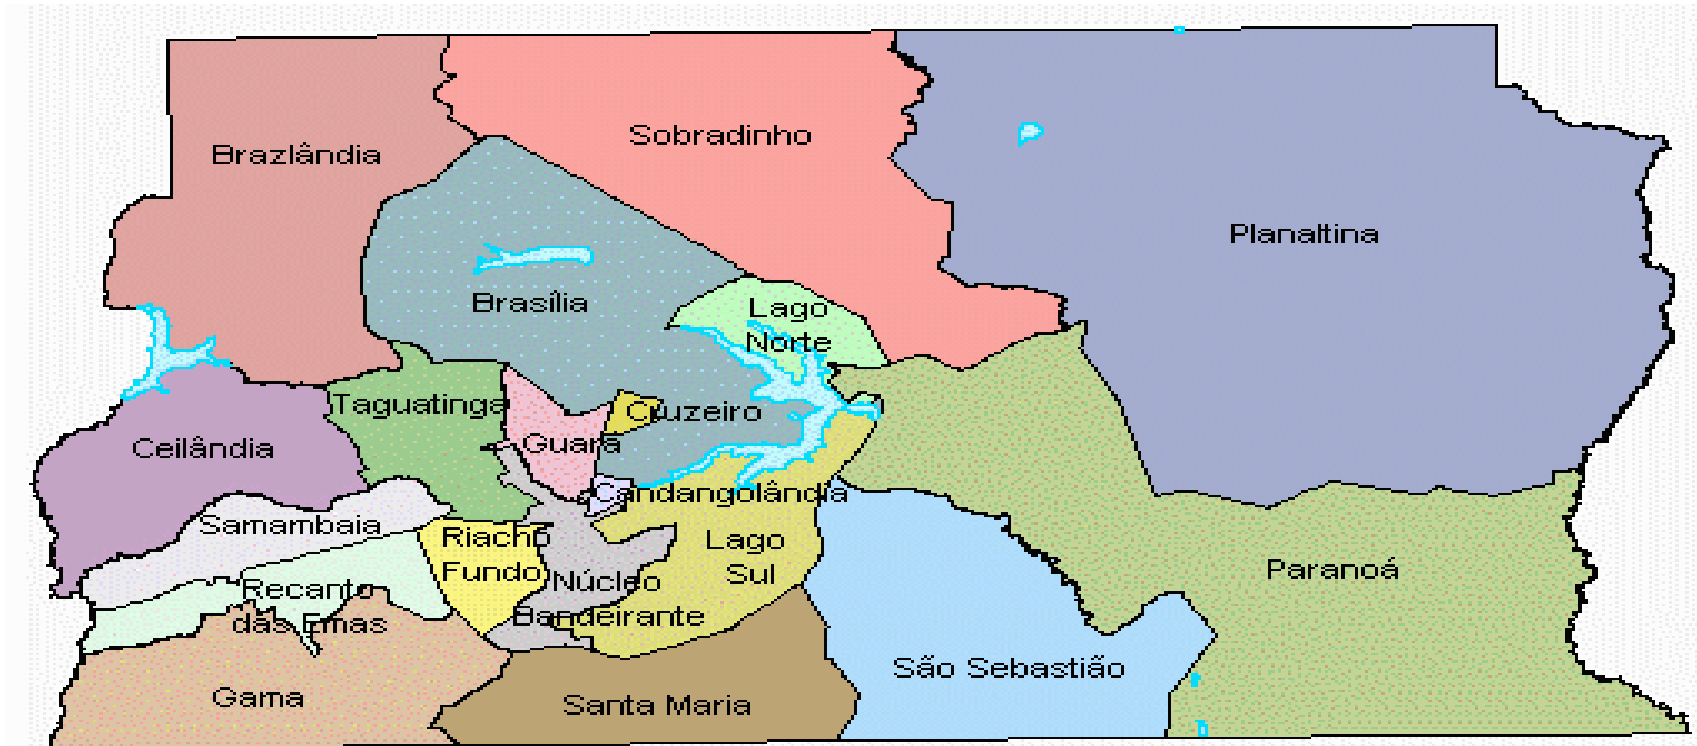 Sobradinho
Brazlândia
Planaltina
Brasília
Lago
Norte
Taguatinga
Cruzeiro
Guará
Ceilândia
Candangolândia
Samambaia
Riacho
Fundo
Lago
Sul
Paranoá
Núcleo
Bandeirante
Recanto
das Emas
São Sebastião
Gama
Santa Maria